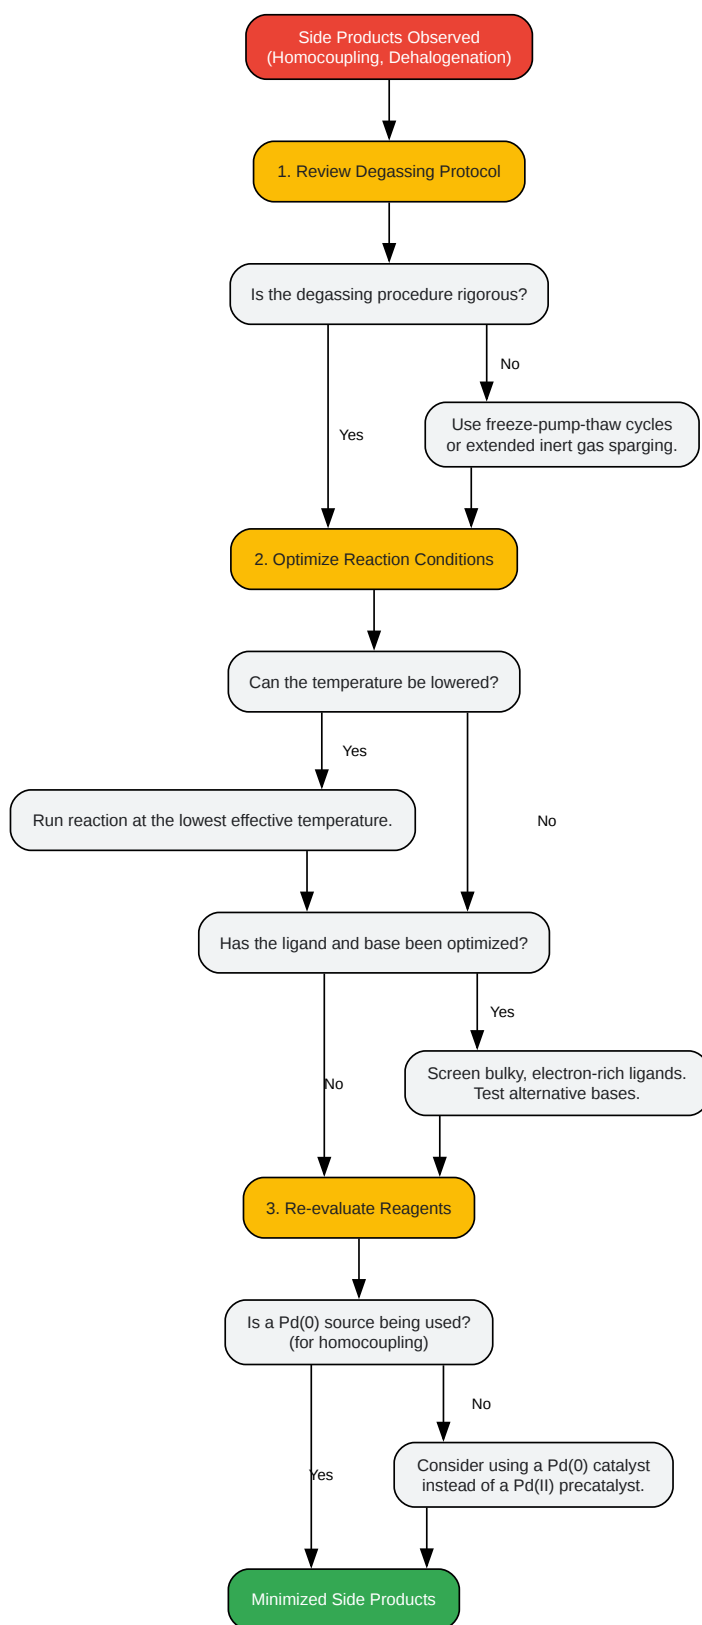 Side Products Observed
(Homocoupling, Dehalogenation)
1. Review Degassing Protocol
Is the degassing procedure rigorous?
No
Use freeze-pump-thaw cycles
or extended inert gas sparging.
Yes
2. Optimize Reaction Conditions
Can the temperature be lowered?
Yes
Run reaction at the lowest effective temperature.
No
Has the ligand and base been optimized?
Yes
Screen bulky, electron-rich ligands.
Test alternative bases.
No
3. Re-evaluate Reagents
Is a Pd(0) source being used?
(for homocoupling)
No
Consider using a Pd(0) catalyst
instead of a Pd(II) precatalyst.
Yes
Minimized Side Products